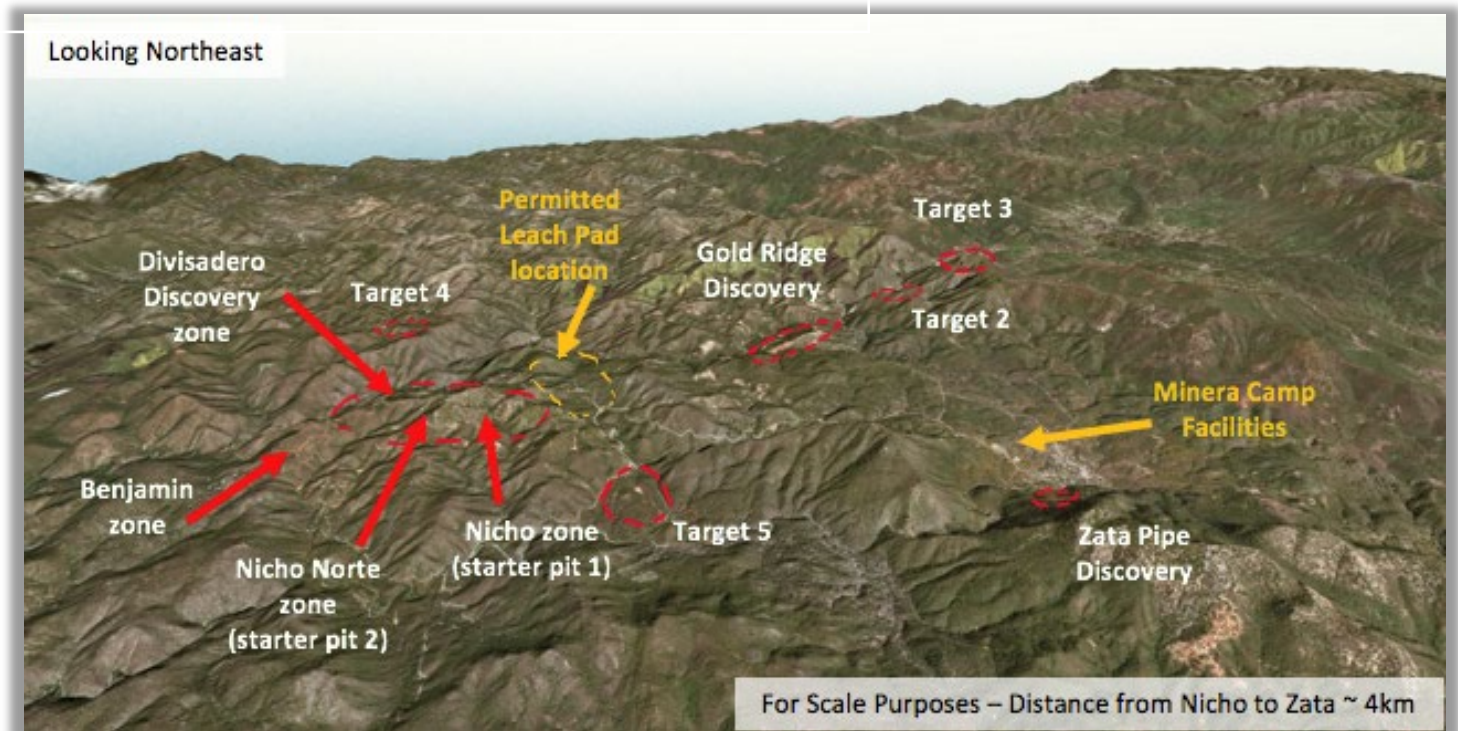 Looking Northeast
Permitted
Leach Pad
location
Target 3
Divisadero
Discovery
zone
Gold Ridge
Discovery
Target 4
Target 2
Minera Camp
Facilities
Benjamin
zone
Nicho zone
(starter pit 1)
Target 5
Nicho Norte
zone
(starter pit 2)
Zata Pipe
Discovery
For Scale Purposes – Distance from Nicho to Zata ~ 4km